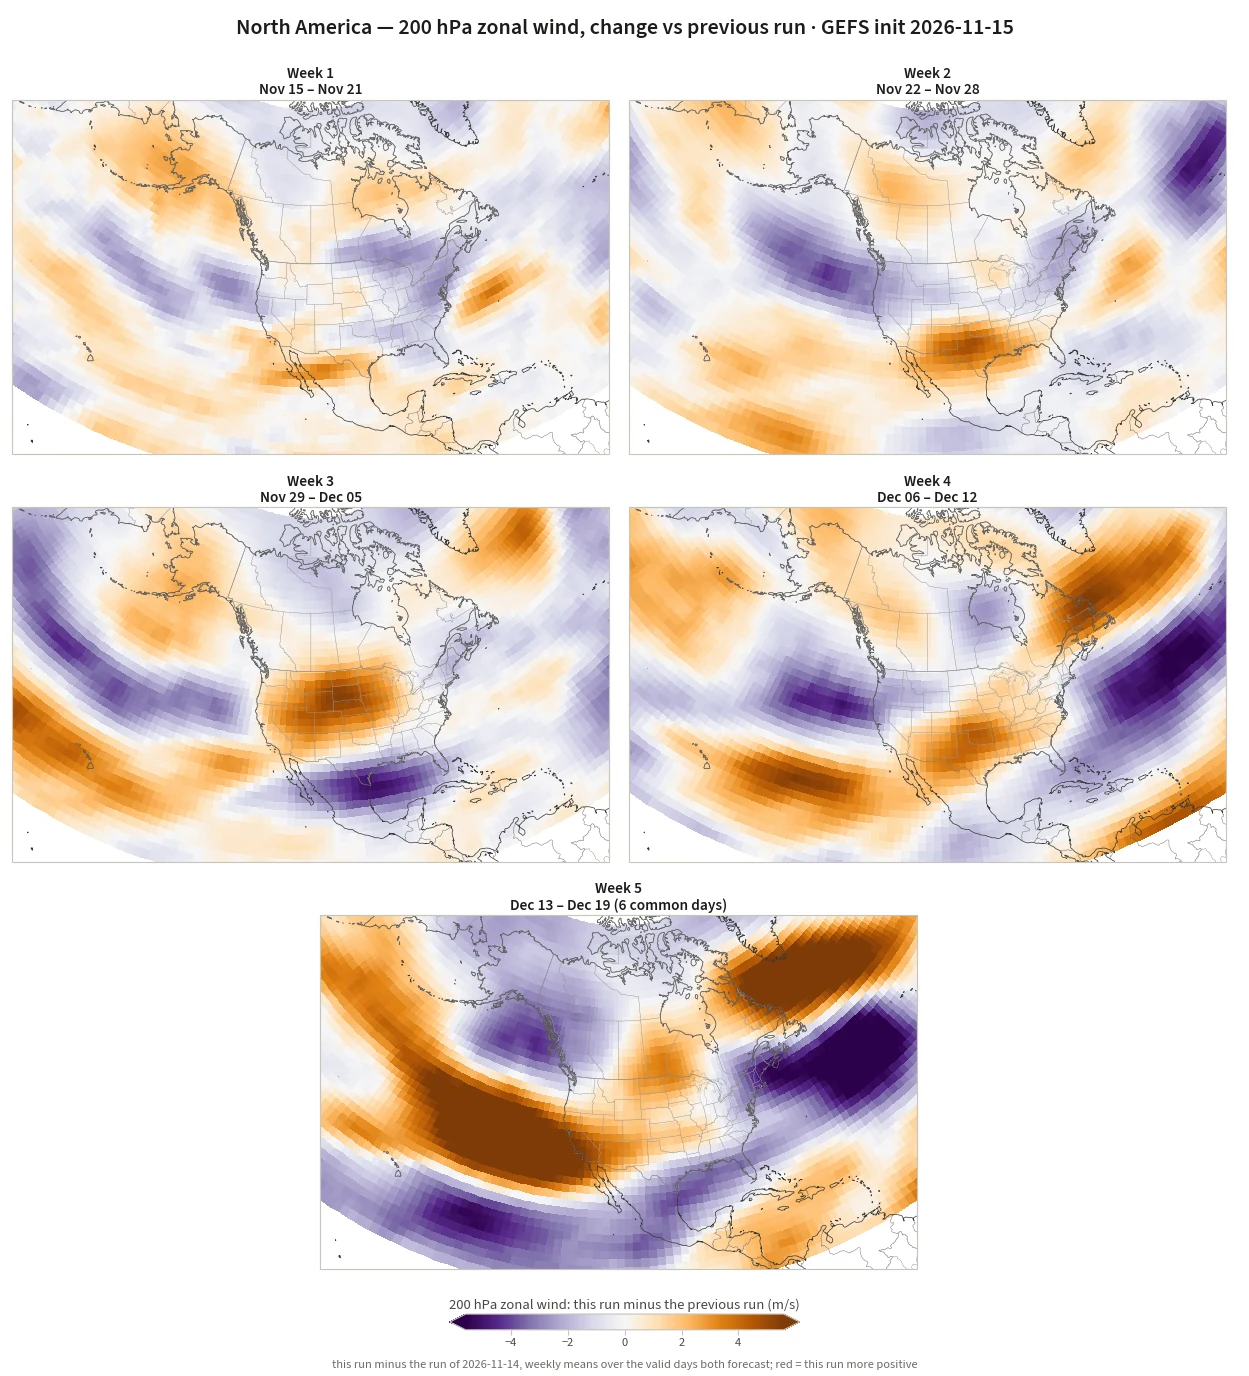 North America — 200 hPa zonal wind, change vs previous run · GEFS init 2026-11-15
Week 1
Nov 15 – Nov 21
Week 2
Nov 22 – Nov 28
Week 3
Nov 29 – Dec 05
Week 4
Dec 06 – Dec 12
Week 5
Dec 13 – Dec 19 (6 common days)
200 hPa zonal wind: this run minus the previous run (m/s)
−4 −2 0 2 4
this run minus the run of 2026-11-14, weekly means over the valid days both forecast; red = this run more positive